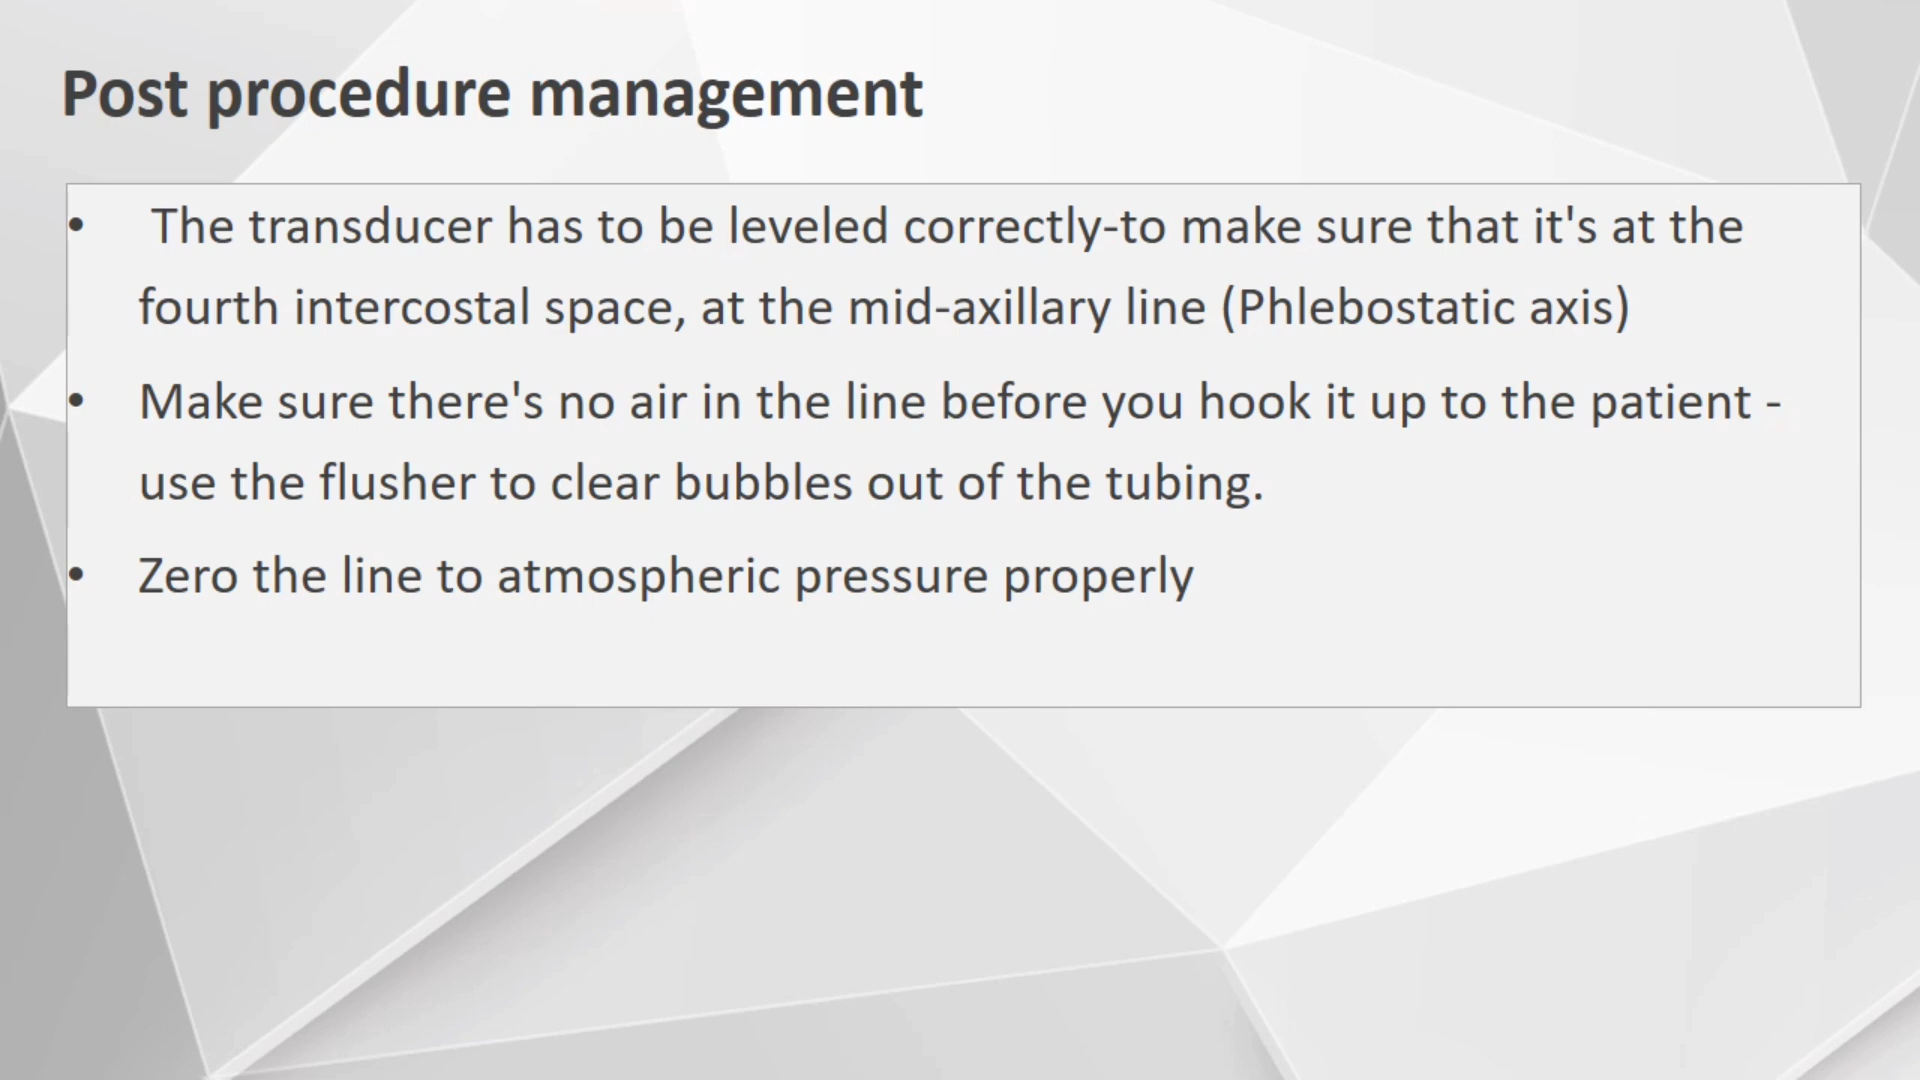 Post procedure management
• The transducer has to be leveled correctly-to make sure that it's at the
fourth intercostal space, at the mid-axillary line (Phlebostatic axis)
• Make sure there's no air in the line before you hook it up to the patient -
use the flusher to clear bubbles out of the tubing.
• Zero the line to atmospheric pressure properly